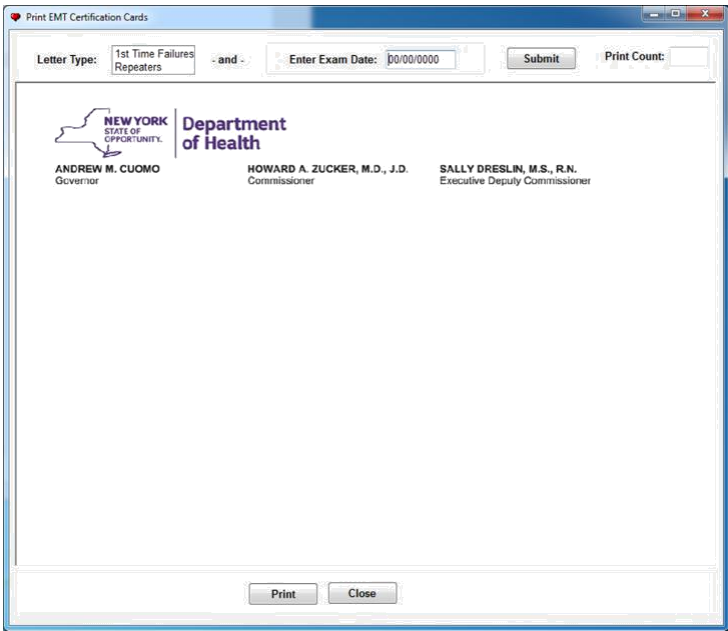 Print EMT Certification Cards
Letter Type: 1st Time Failures - and - Enter Exam Date: 00/00/0000 Submit Print Count:
Repeaters
NEW YORK
STATE OF
OPPORTUNITY.
Department
of Health
ANDREW M. CUOMO HOWARD A. ZUCKER, M.D., J.D. SALLY DRESLIN, M.S., R.N.
Governor Commissioner Executive Deputy Commissioner
Print Close